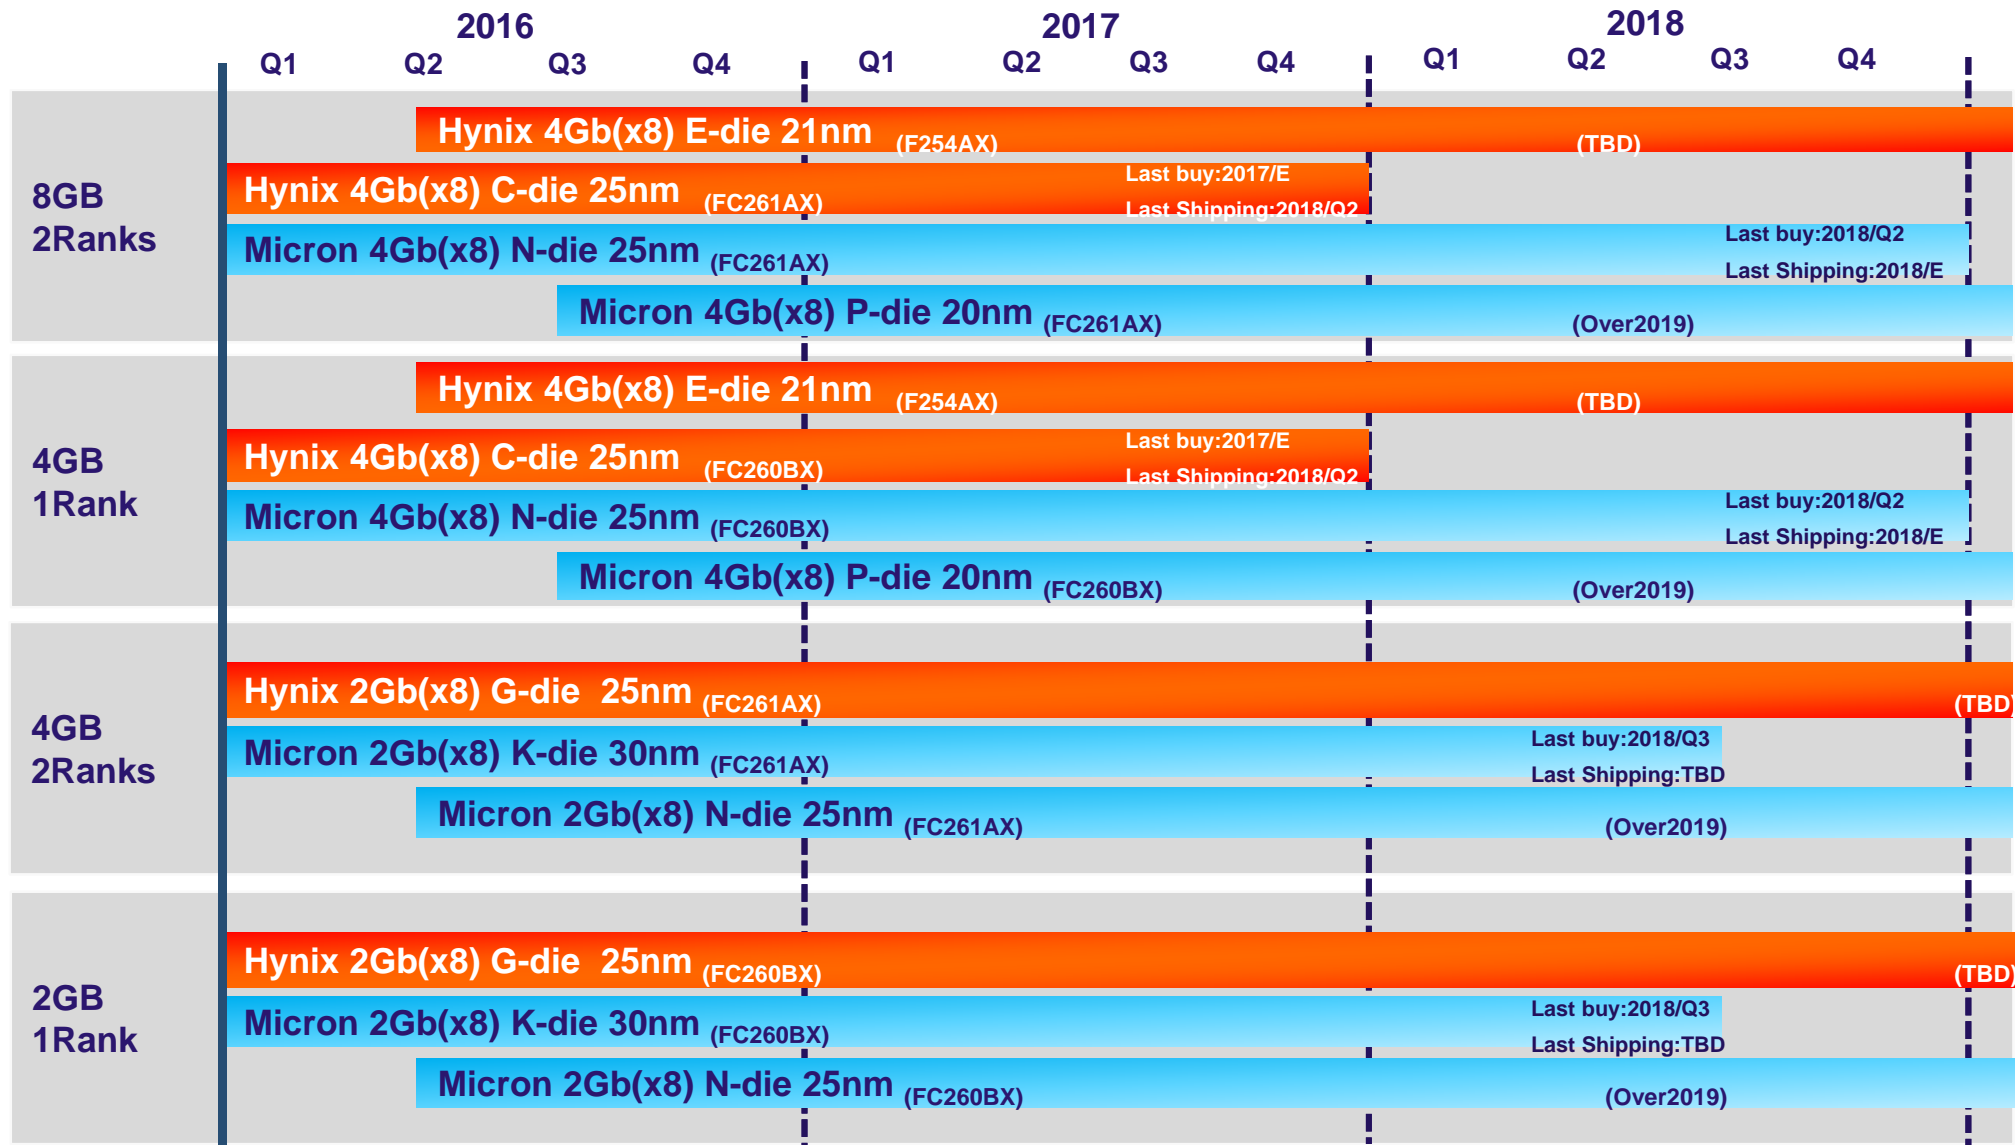 2016 2017 2018
Q1 Q2 Q3 Q4 Q1 Q2 Q3 Q4 Q1 Q2 Q3 Q4
8GB
2Ranks
Hynix 4Gb(x8) E-die 21nm (F254AX) (TBD)
Hynix 4Gb(x8) C-die 25nm (FC261AX)
Last buy:2017/E
Last Shipping:2018/Q2
Micron 4Gb(x8) N-die 25nm (FC261AX)
Last buy:2018/Q2
Last Shipping:2018/E
Micron 4Gb(x8) P-die 20nm (FC261AX) (Over2019)
4GB
1Rank
Hynix 4Gb(x8) E-die 21nm (F254AX) (TBD)
Hynix 4Gb(x8) C-die 25nm (FC260BX)
Last buy:2017/E
Last Shipping:2018/Q2
Micron 4Gb(x8) N-die 25nm (FC260BX)
Last buy:2018/Q2
Last Shipping:2018/E
Micron 4Gb(x8) P-die 20nm (FC260BX) (Over2019)
4GB
2Ranks
Hynix 2Gb(x8) G-die 25nm (FC261AX) (TBD)
Micron 2Gb(x8) K-die 30nm (FC261AX)
Last buy:2018/Q3
Last Shipping:TBD
Micron 2Gb(x8) N-die 25nm (FC261AX) (Over2019)
2GB
1Rank
Hynix 2Gb(x8) G-die 25nm (FC260BX) (TBD)
Micron 2Gb(x8) K-die 30nm (FC260BX)
Last buy:2018/Q3
Last Shipping:TBD
Micron 2Gb(x8) N-die 25nm (FC260BX) (Over2019)